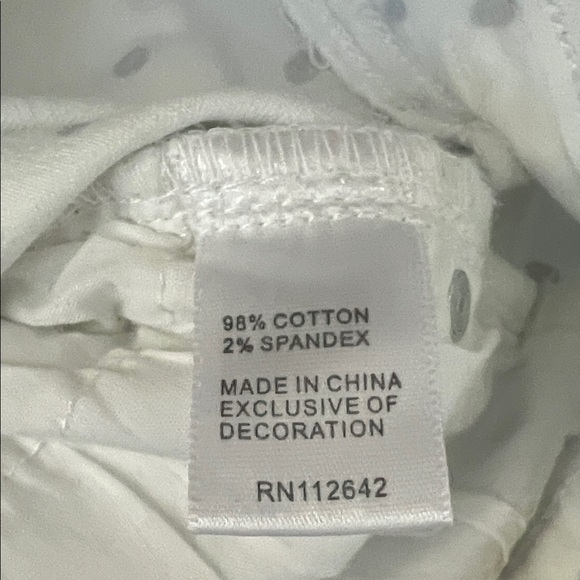 98% COTTON
2% SPANDEX
MADE IN CHINA
EXCLUSIVE OF
DECORATION
RN112642